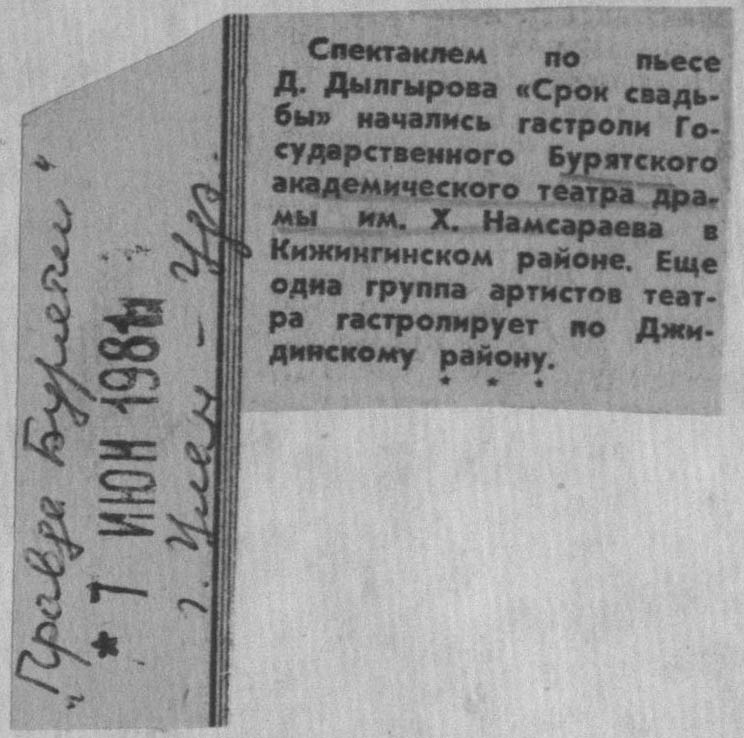 Спектаклем по пьесе
Д. Дылгырова «Срок свадь-
бы» начались гастроли Го-
сударственного Бурятского
академического театра дра-
мы им. Х. Намсараева в
Кижингинском районе. Еще
одна группа артистов теат-
ра гастролирует по Джи-
динскому району.
* * *
„Правда Бурятии"
* 7 ИЮН 1981
г. Улан – Удэ.